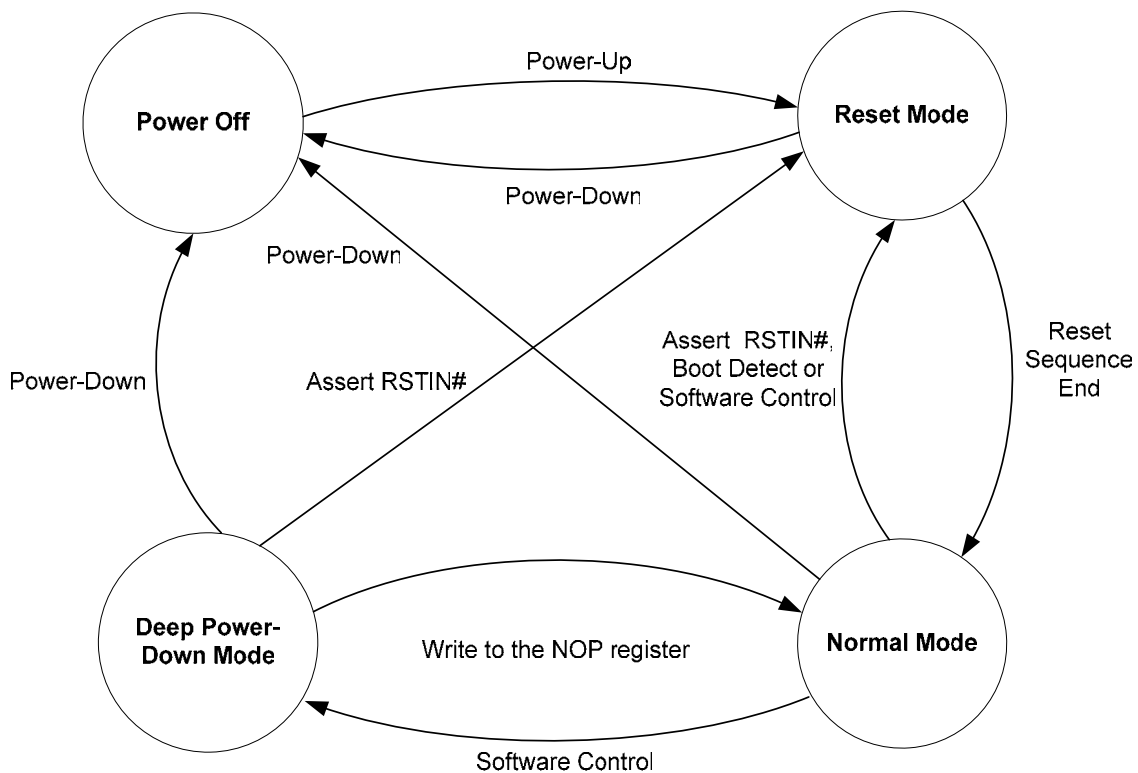 Power-Up
Power Off
Reset Mode
Power-Down
Power-Down
Assert RSTIN#,
Boot Detect or
Software Control
Reset
Sequence
End
Power-Down
Assert RSTIN#
Deep Power-
Down Mode
Write to the NOP register
Normal Mode
Software Control